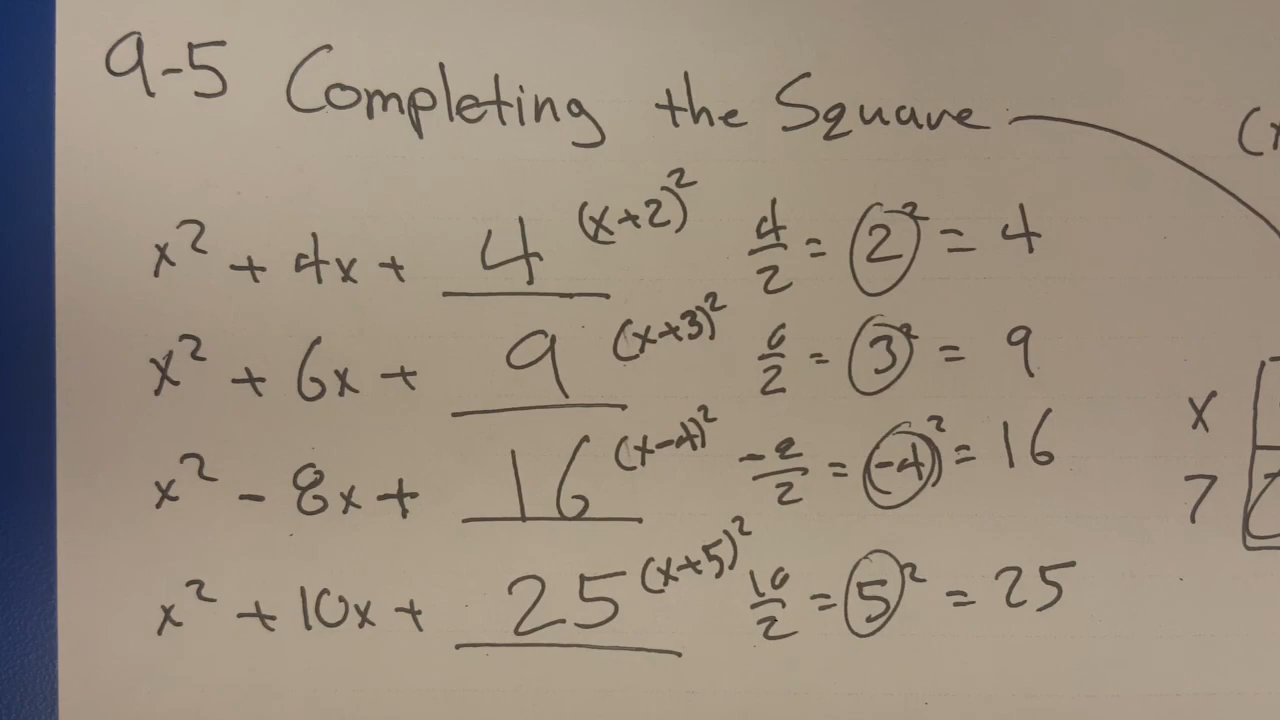 9-5 Completing the Square
x² + 4x + 4 (x+2)² 4/2 = 2² = 4
x² + 6x + 9 (x+3)² 6/2 = 3² = 9
x² - 8x + 16 (x-4)² -8/2 = (-4)² = 16
x² + 10x + 25 (x+5)² 10/2 = 5² = 25
x
7